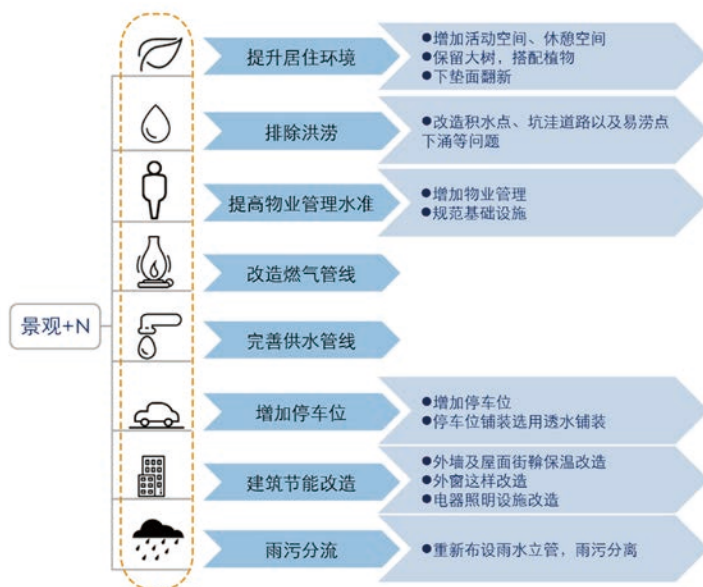 提升居住环境
●增加活动空间、休憩空间
●保留大树，搭配植物
●下垫面翻新
排除洪涝
●改造积水点、坑洼道路以及易涝点
下涌等问题
提高物业管理水准
●增加物业管理
●规范基础设施
改造燃气管线
景观+N
完善供水管线
增加停车位
●增加停车位
●停车位铺装选用透水铺装
建筑节能改造
●外墙及屋面街鞥保温改造
●外窗这样改造
●电器照明设施改造
雨污分流
●重新布设雨水立管，雨污分离